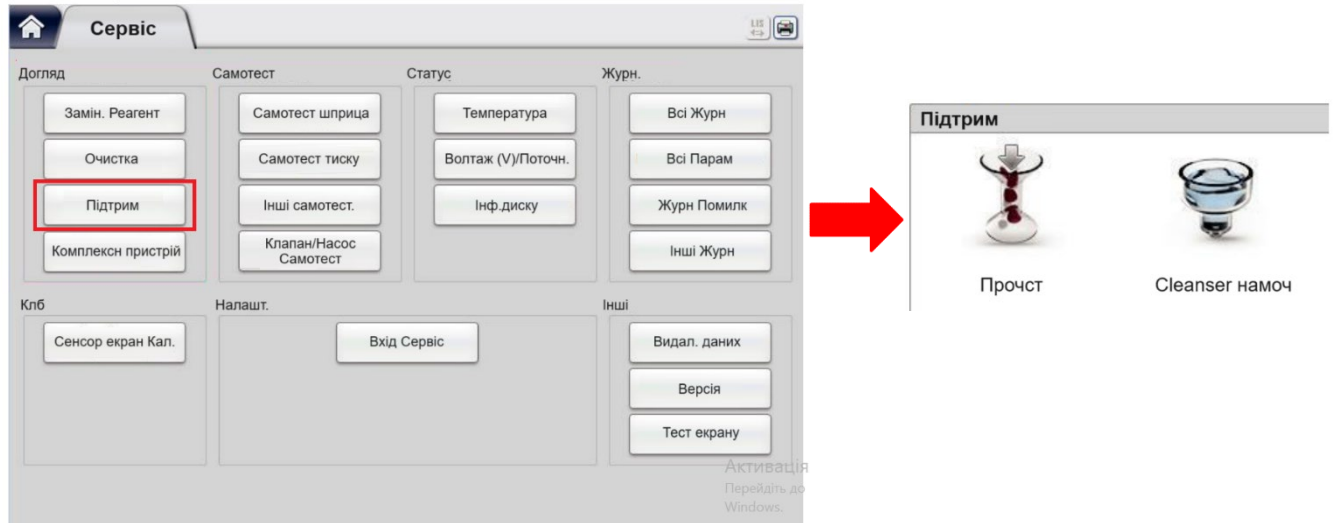 Сервіс
LIS
Догляд
Замін. Реагент
Очистка
Підтрим
Комплексн пристрій
Самотест
Самотест шприца
Самотест тиску
Інші самотест.
Клапан/Насос
Самотест
Статус
Температура
Волтаж (V)/Поточн.
Інф.диску
Журн.
Всі Журн
Всі Парам
Журн Помилк
Інші Журн
Клб
Сенсор екран Кал.
Налашт.
Вхід Сервіс
Інші
Видал. даних
Версія
Тест екрану
Активація
Перейдіть до
Windows.
Підтрим
Прочст
Cleanser намоч